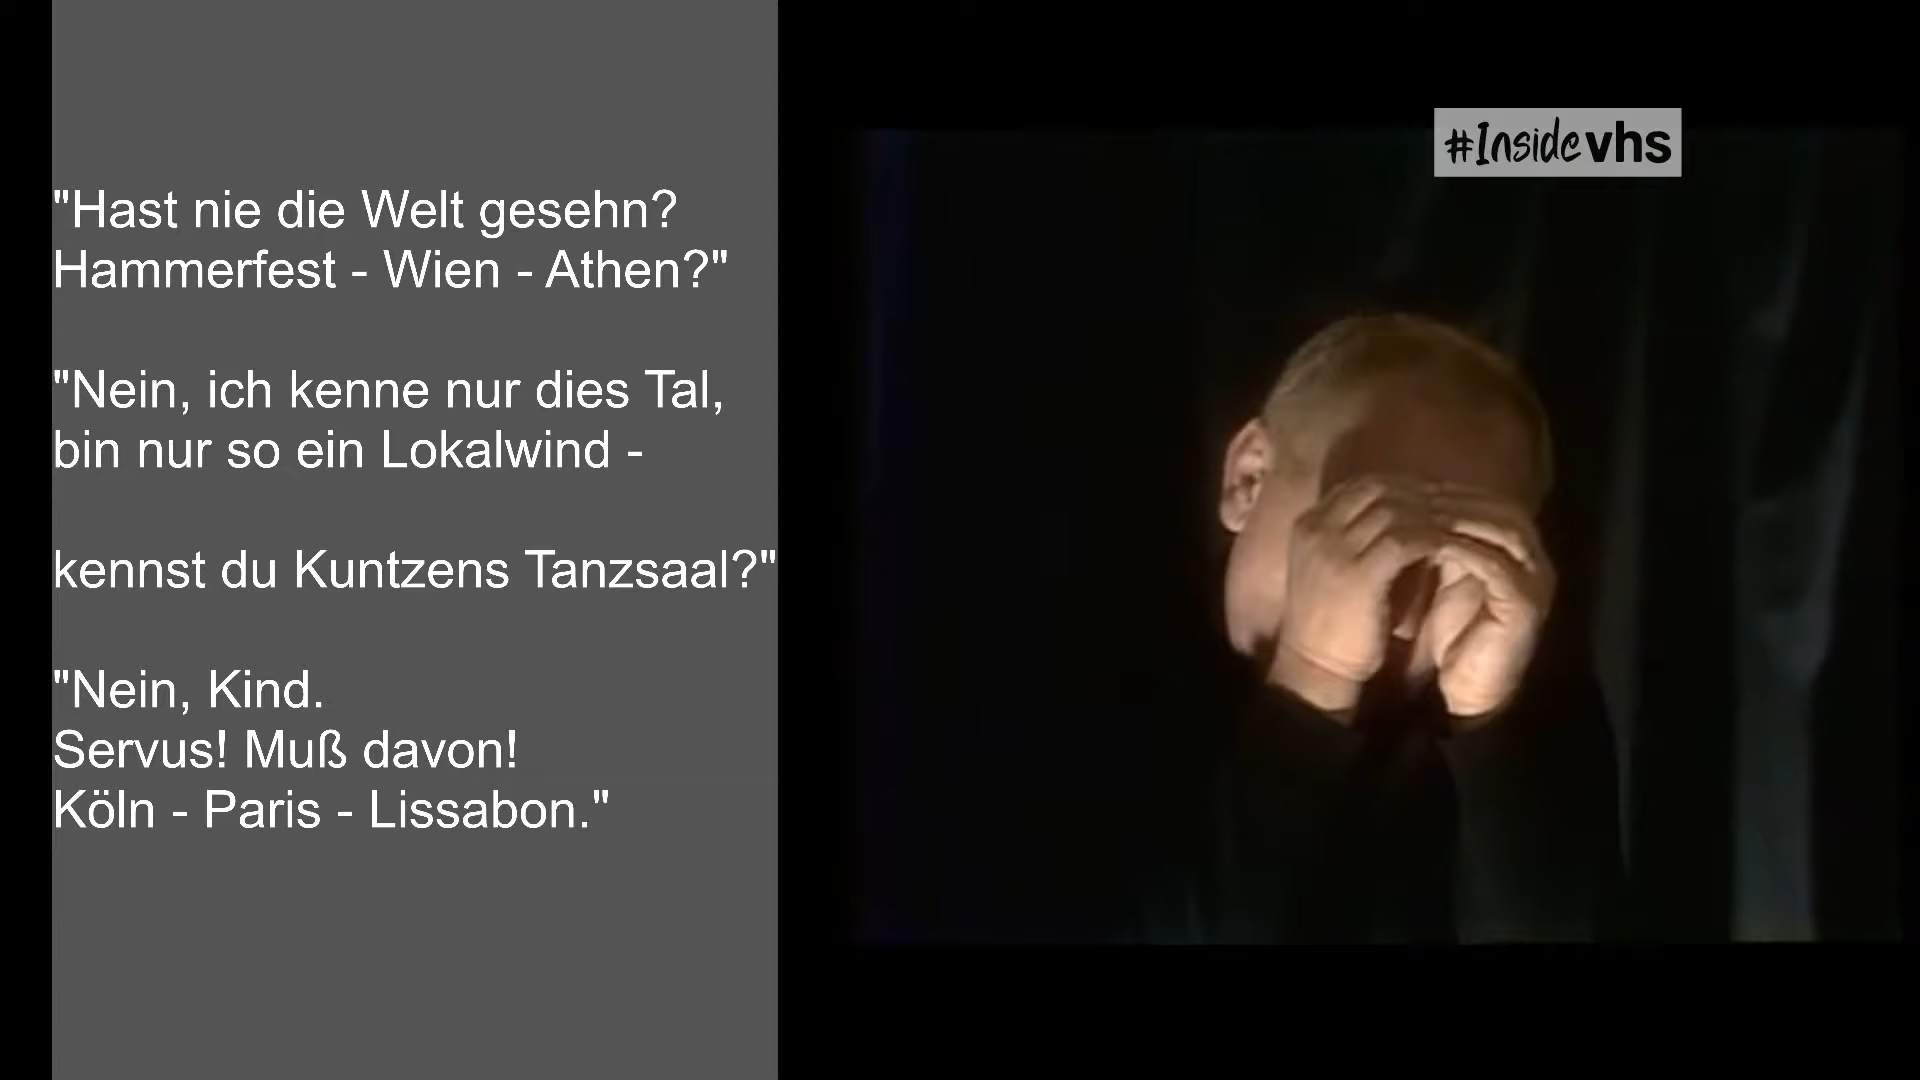 "Hast nie die Welt gesehn?
Hammerfest - Wien - Athen?"
"Nein, ich kenne nur dies Tal,
bin nur so ein Lokalwind -
kennst du Kuntzens Tanzsaal?"
"Nein, Kind.
Servus! Muß davon!
Köln - Paris - Lissabon."
#Insidevhs